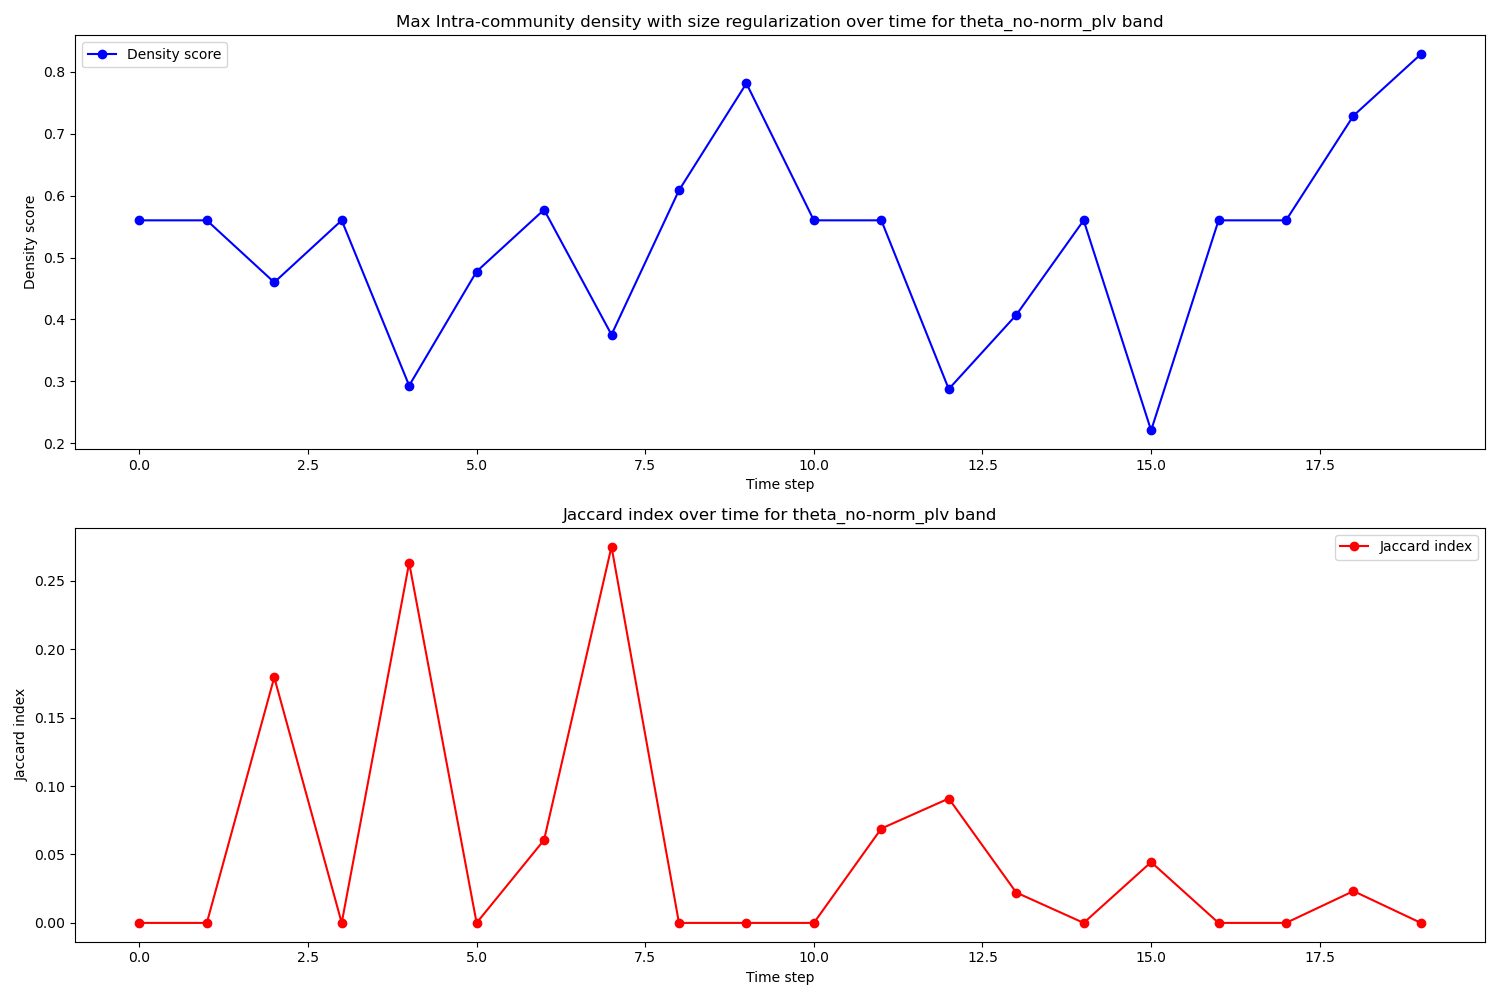 Max Intra-community density with size regularization over time for theta_no-norm_plv band
Density score
0.8
0.7
0.6
0.5
0.4
0.3
0.2
Density score
0.0 2.5 5.0 7.5 10.0 12.5 15.0 17.5
Time step
Jaccard index over time for theta_no-norm_plv band
Jaccard index
0.25
0.20
0.15
0.10
0.05
0.00
Jaccard index
0.0 2.5 5.0 7.5 10.0 12.5 15.0 17.5
Time step